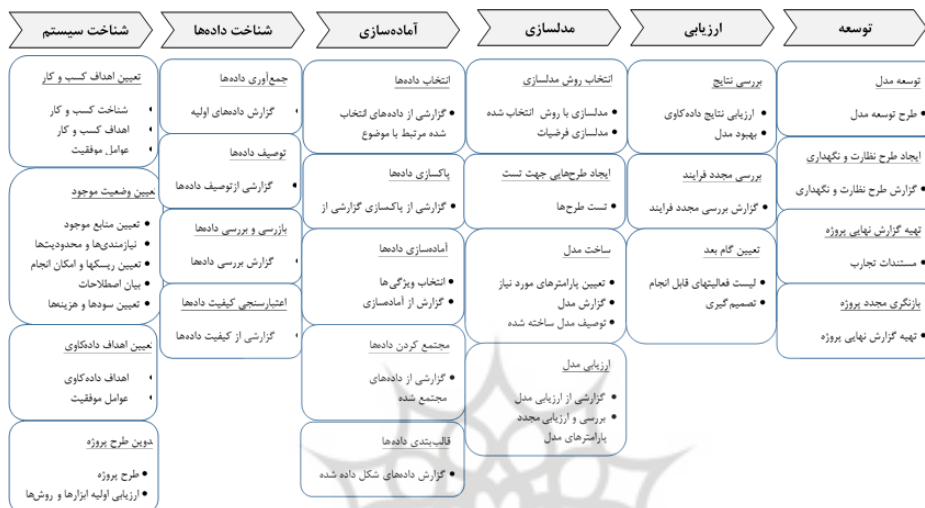 شناخت سیستم
تعیین اهداف کسب و کار
شناخت کسب و کار
اهداف کسب و کار
عوامل موفقیت
تعیین وضعیت موجود
تعیین منابع موجود
نیازمندی‌ها و محدودیت‌ها
تعیین ریسکها و امکان انجام
بیان اصطلاحات
تعیین سودها و هزینه‌ها
تعیین اهداف داده‌کاوی
اهداف داده‌کاوی
عوامل موفقیت
دوین طرح پروژه
طرح پروژه
ارزیابی اولیه ابزارها و روش‌ها
شناخت داده‌ها
جمع‌آوری داده‌ها
گزارش داده‌های اولیه
توصیف داده‌ها
گزارشی ازتوصیف داده‌ها
بازرسی و بررسی داده‌ها
گزارش بررسی داده‌ها
اعتبارسنجی کیفیت داده‌ها
گزارشی از کیفیت داده‌ها
آماده‌سازی
انتخاب داده‌ها
گزارشی از داده‌های انتخاب
شده مرتبط با موضوع
پاکسازی داده‌ها
گزارشی از پاکسازی گزارشی از
آماده‌سازی داده‌ها
انتخاب ویژگی‌ها
گزارش از آماده‌سازی
مجتمع کردن داده‌ها
گزارشی از داده‌های
مجتمع شده
قالب‌بندی داده‌ها
گزارش داده‌های شکل داده شده
مدلسازی
انتخاب روش مدلسازی
مدلسازی با روش انتخاب شده
مدلسازی فرضیات
ایجاد طرح‌هایی جهت تست
تست طرح‌ها
ساخت مدل
تعیین پارامترهای مورد نیاز
گزارش مدل
توصیف مدل ساخته شده
ارزیابی مدل
گزارشی از ارزیابی مدل
بررسی و ارزیابی مجدد
پارامترهای مدل
ارزیابی
بررسی نتایج
ارزیابی نتایج داده‌کاوی
بهبود مدل
بررسی مجدد فرایند
گزارش بررسی مجدد فرایند
تعیین گام بعد
لیست فعالیتهای قابل انجام
تصمیم گیری
توسعه
توسعه مدل
طرح توسعه مدل
ایجاد طرح نظارت و نگهداری
گزارش طرح نظارت و نگهداری
تهیه گزارش نهایی پروژه
مستندات تجارب
بازنگری مجدد پروژه
تهیه گزارش نهایی پروژه